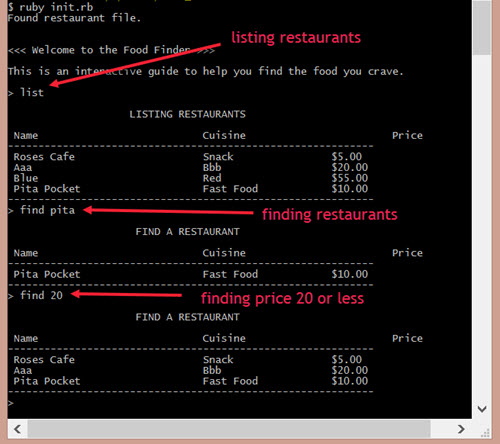 $ ruby init.rb
Found restaurant file.
<<< Welcome to the Food Finder >>>
listing restaurants
This is an interactive guide to help you find the food you crave.
> list
LISTING RESTAURANTS
Name Cuisine Price
Roses Cafe Snack $5.00
Aaa Bbb $20.00
Blue Red $55.00
Pita Pocket Fast Food $10.00
> find pita
finding restaurants
FIND A RESTAURANT
Name Cuisine Price
Pita Pocket Fast Food $10.00
> find 20
finding price 20 or less
FIND A RESTAURANT
Name Cuisine Price
Roses Cafe Snack $5.00
Aaa Bbb $20.00
Pita Pocket Fast Food $10.00
>